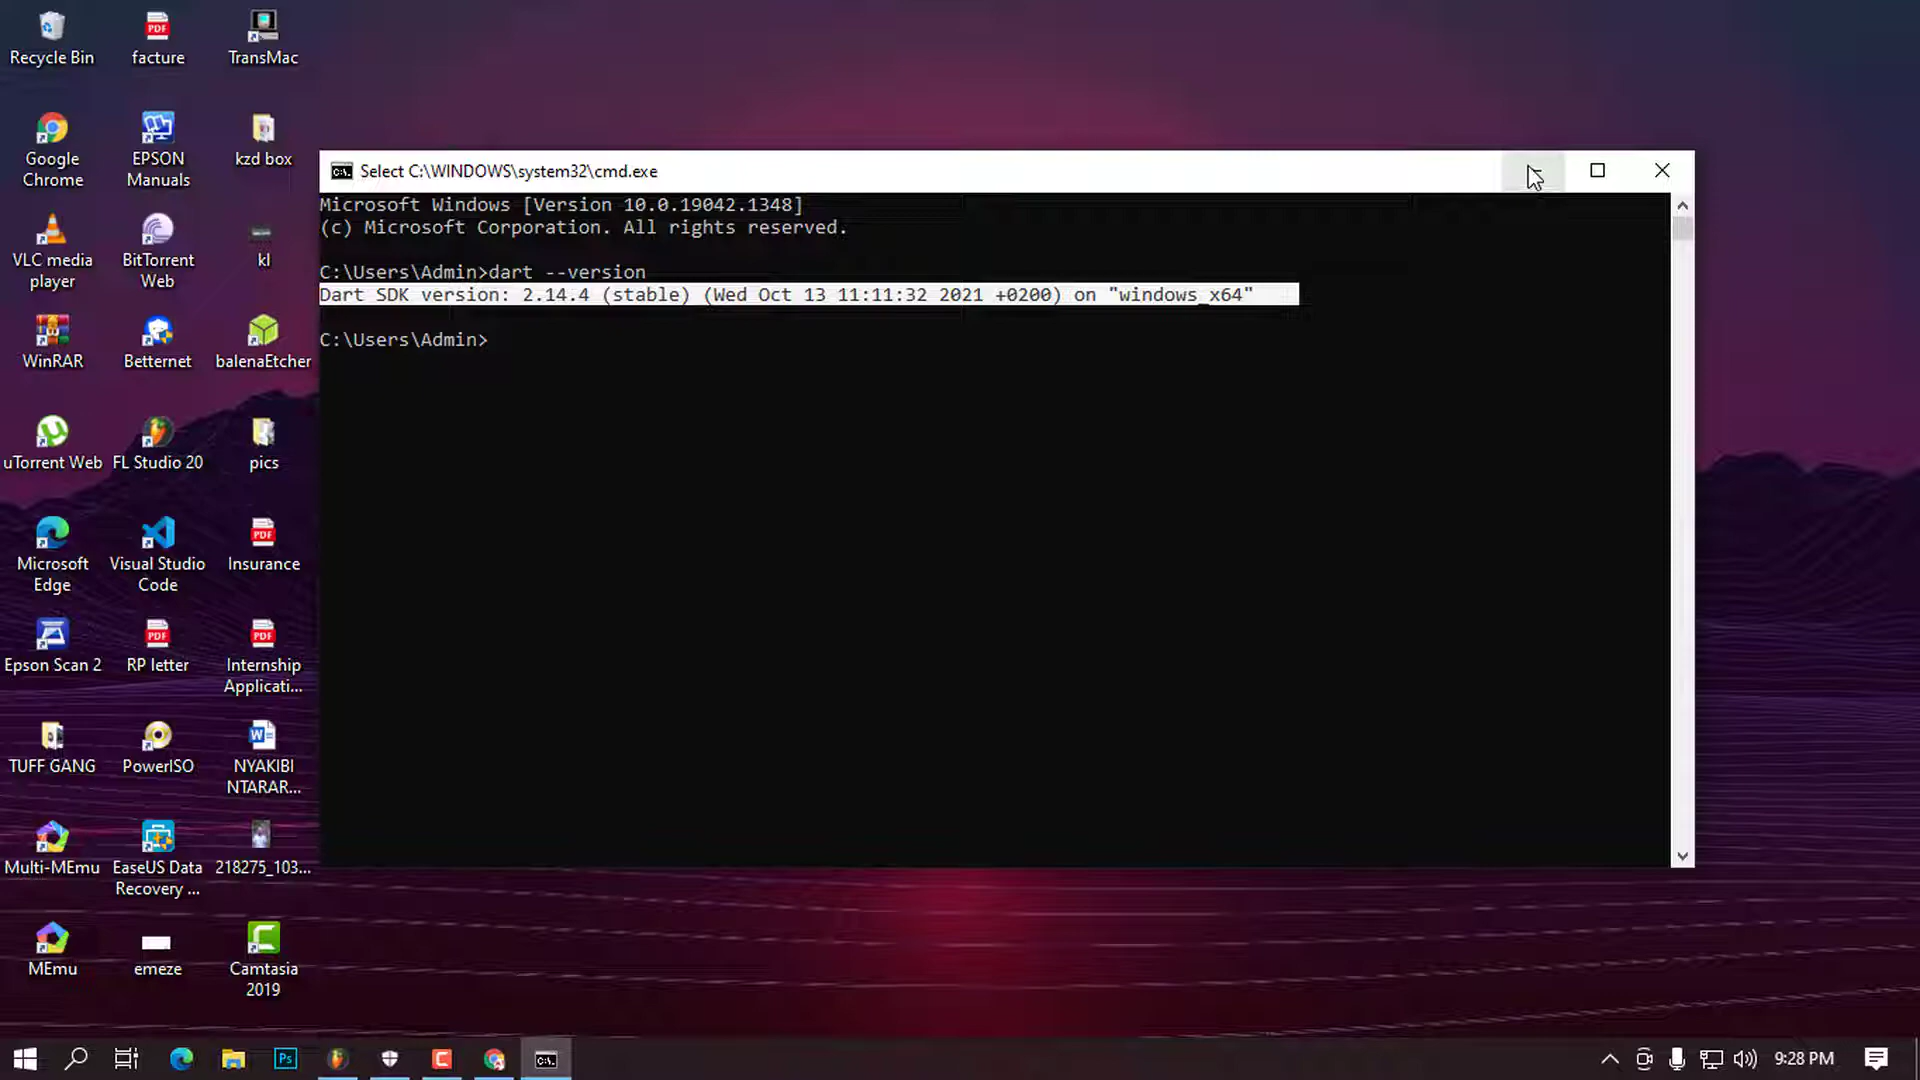 Recycle Bin
facture
TransMac
Google
Chrome
EPSON
Manuals
kzd box
VLC media
player
BitTorrent
Web
kl
WinRAR
Betternet
balenaEtcher
uTorrent Web
FL Studio 20
pics
Microsoft
Edge
Visual Studio
Code
Insurance
Epson Scan 2
RP letter
Internship
Applicati...
TUFF GANG
PowerISO
NYAKIBI
NTARAR...
Multi-MEmu
EaseUS Data
Recovery ...
218275_103...
MEmu
emeze
Camtasia
2019
Select C:\WINDOWS\system32\cmd.exe
Microsoft Windows [Version 10.0.19042.1348]
(c) Microsoft Corporation. All rights reserved.
C:\Users\Admin>dart --version
Dart SDK version: 2.14.4 (stable) (Wed Oct 13 11:11:32 2021 +0200) on "windows_x64"
C:\Users\Admin>
9:28 PM